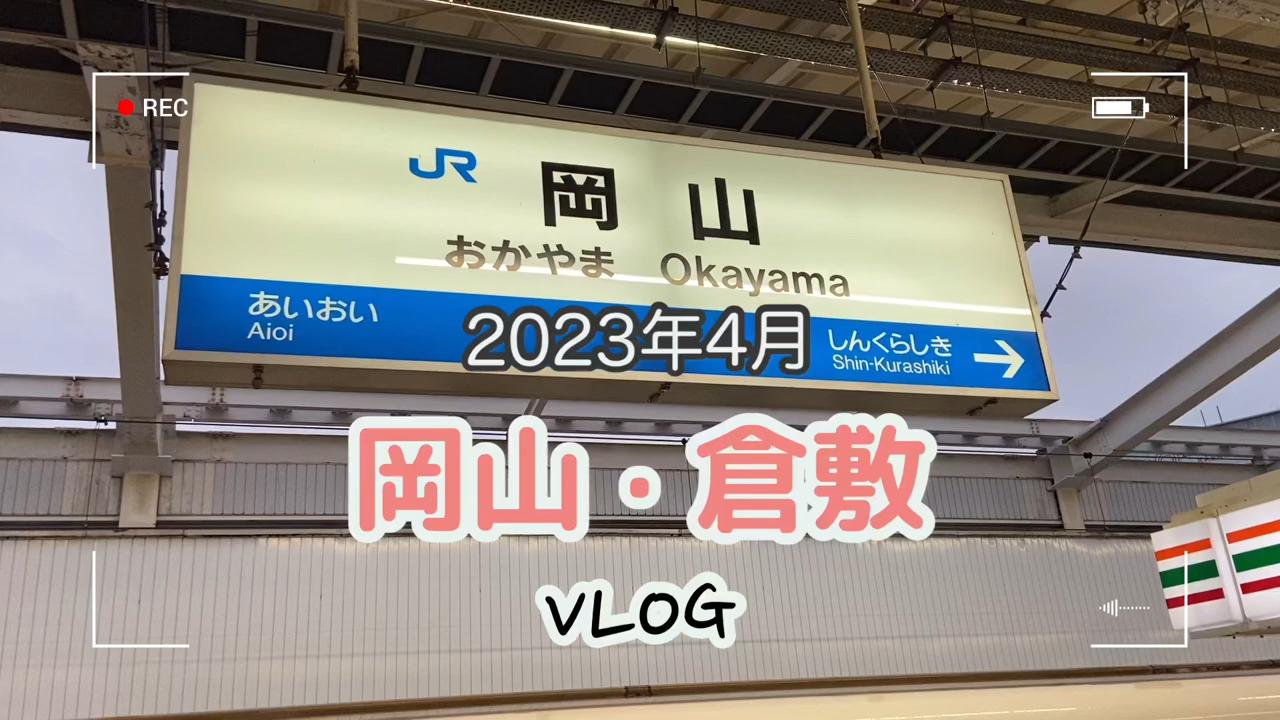 REC
JR
岡山
おかやま Okayama
あいおい
Aioi
しんくらしき
Shin-Kurashiki
2023年4月
岡山・倉敷
VLOG